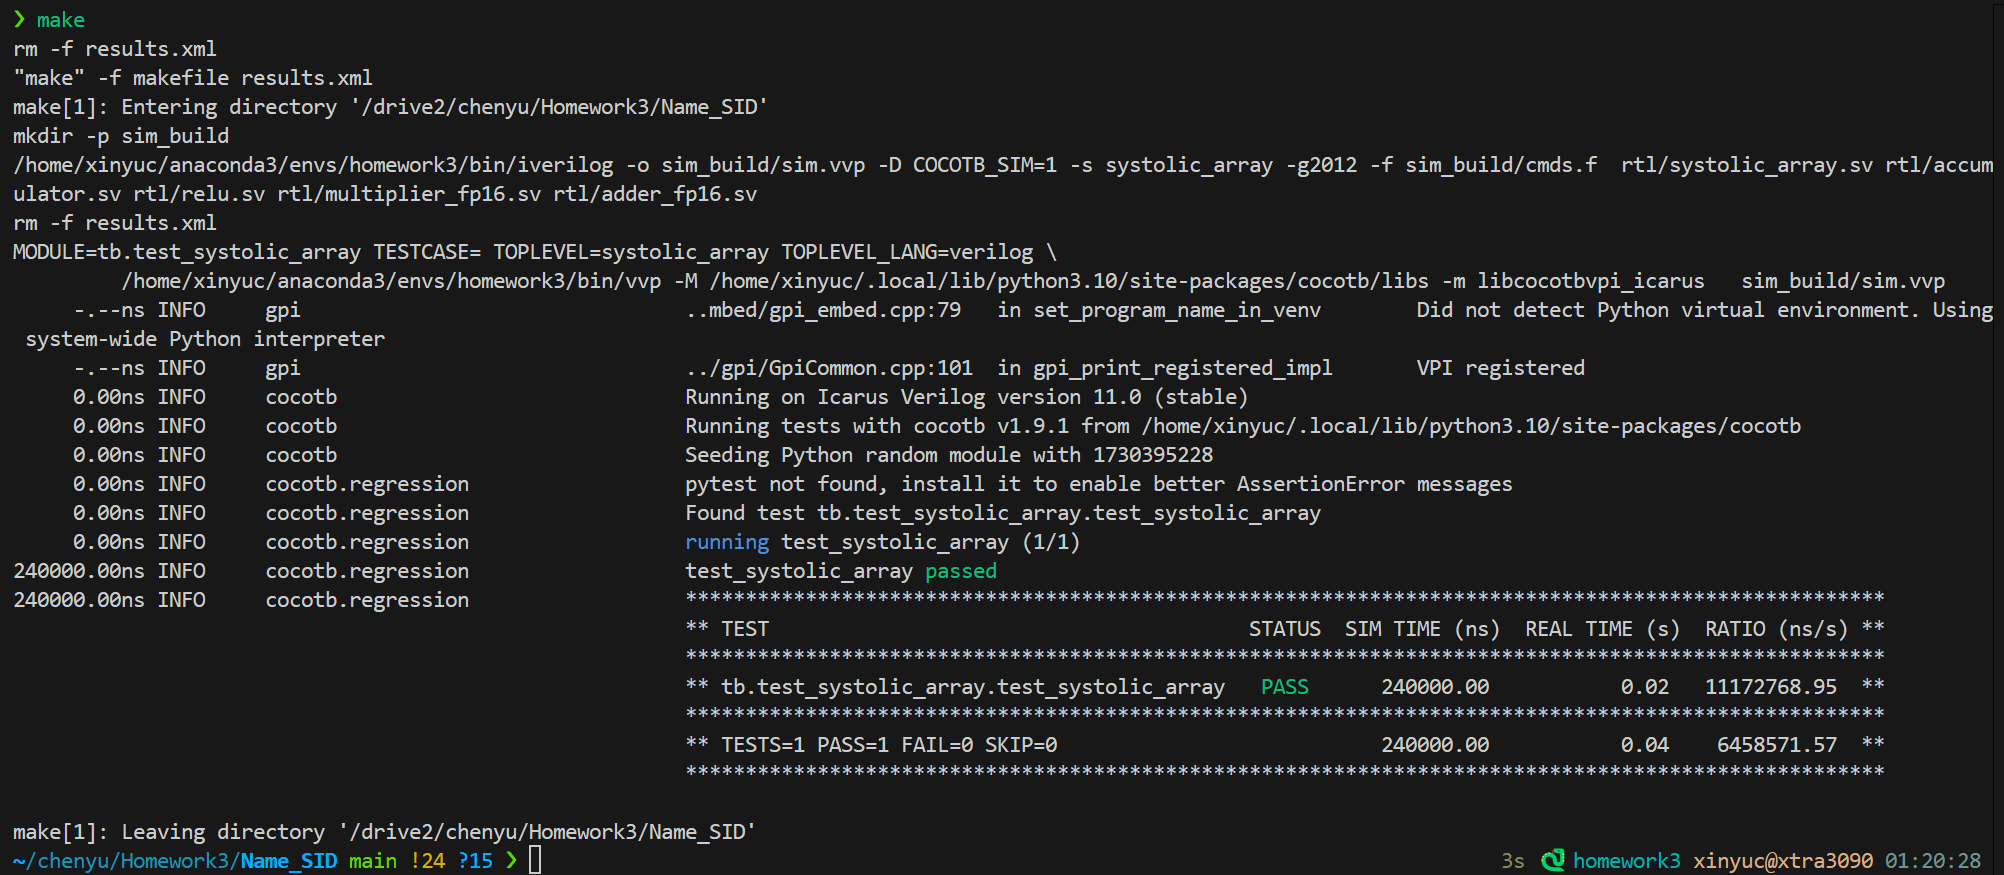 ❯ make
rm -f results.xml
"make" -f makefile results.xml
make[1]: Entering directory '/drive2/chenyu/Homework3/Name_SID'
mkdir -p sim_build
/home/xinyuc/anaconda3/envs/homework3/bin/iverilog -o sim_build/sim.vvp -D COCOTB_SIM=1 -s systolic_array -g2012 -f sim_build/cmds.f  rtl/systolic_array.sv rtl/accum
ulator.sv rtl/relu.sv rtl/multiplier_fp16.sv rtl/adder_fp16.sv
rm -f results.xml
MODULE=tb.test_systolic_array TESTCASE= TOPLEVEL=systolic_array TOPLEVEL_LANG=verilog \
         /home/xinyuc/anaconda3/envs/homework3/bin/vvp -M /home/xinyuc/.local/lib/python3.10/site-packages/cocotb/libs -m libcocotbvpi_icarus   sim_build/sim.vvp
     -.--ns INFO     gpi                                ..mbed/gpi_embed.cpp:79   in set_program_name_in_venv        Did not detect Python virtual environment. Using
 system-wide Python interpreter
     -.--ns INFO     gpi                                ../gpi/GpiCommon.cpp:101  in gpi_print_registered_impl       VPI registered
     0.00ns INFO     cocotb                             Running on Icarus Verilog version 11.0 (stable)
     0.00ns INFO     cocotb                             Running tests with cocotb v1.9.1 from /home/xinyuc/.local/lib/python3.10/site-packages/cocotb
     0.00ns INFO     cocotb                             Seeding Python random module with 1730395228
     0.00ns INFO     cocotb.regression                  pytest not found, install it to enable better AssertionError messages
     0.00ns INFO     cocotb.regression                  Found test tb.test_systolic_array.test_systolic_array
     0.00ns INFO     cocotb.regression                  running test_systolic_array (1/1)
240000.00ns INFO     cocotb.regression                  test_systolic_array passed
240000.00ns INFO     cocotb.regression                  ****************************************************************************************************
                                                        ** TEST                                        STATUS  SIM TIME (ns)  REAL TIME (s)  RATIO (ns/s) **
                                                        ****************************************************************************************************
                                                        ** tb.test_systolic_array.test_systolic_array   PASS      240000.00           0.02   11172768.95  **
                                                        ****************************************************************************************************
                                                        ** TESTS=1 PASS=1 FAIL=0 SKIP=0                           240000.00           0.04    6458571.57  **
                                                        ****************************************************************************************************
make[1]: Leaving directory '/drive2/chenyu/Homework3/Name_SID'
~/chenyu/Homework3/Name_SID main !24 ?15 ❯ 3s homework3 xinyuc@xtra3090 01:20:28